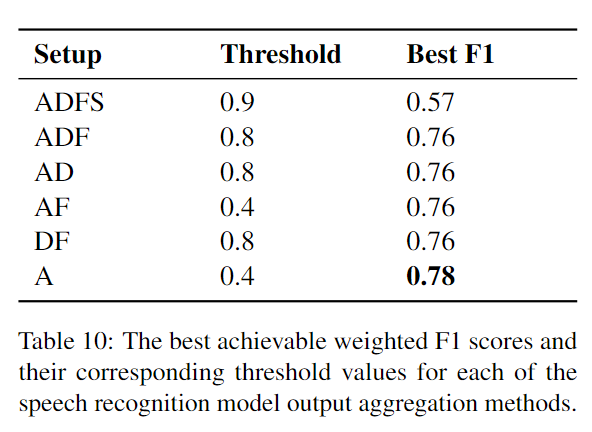 Setup Threshold Best F1
ADFS 0.9 0.57
ADF 0.8 0.76
AD 0.8 0.76
AF 0.4 0.76
DF 0.8 0.76
A 0.4 0.78
Table 10: The best achievable weighted F1 scores and
their corresponding threshold values for each of the
speech recognition model output aggregation methods.